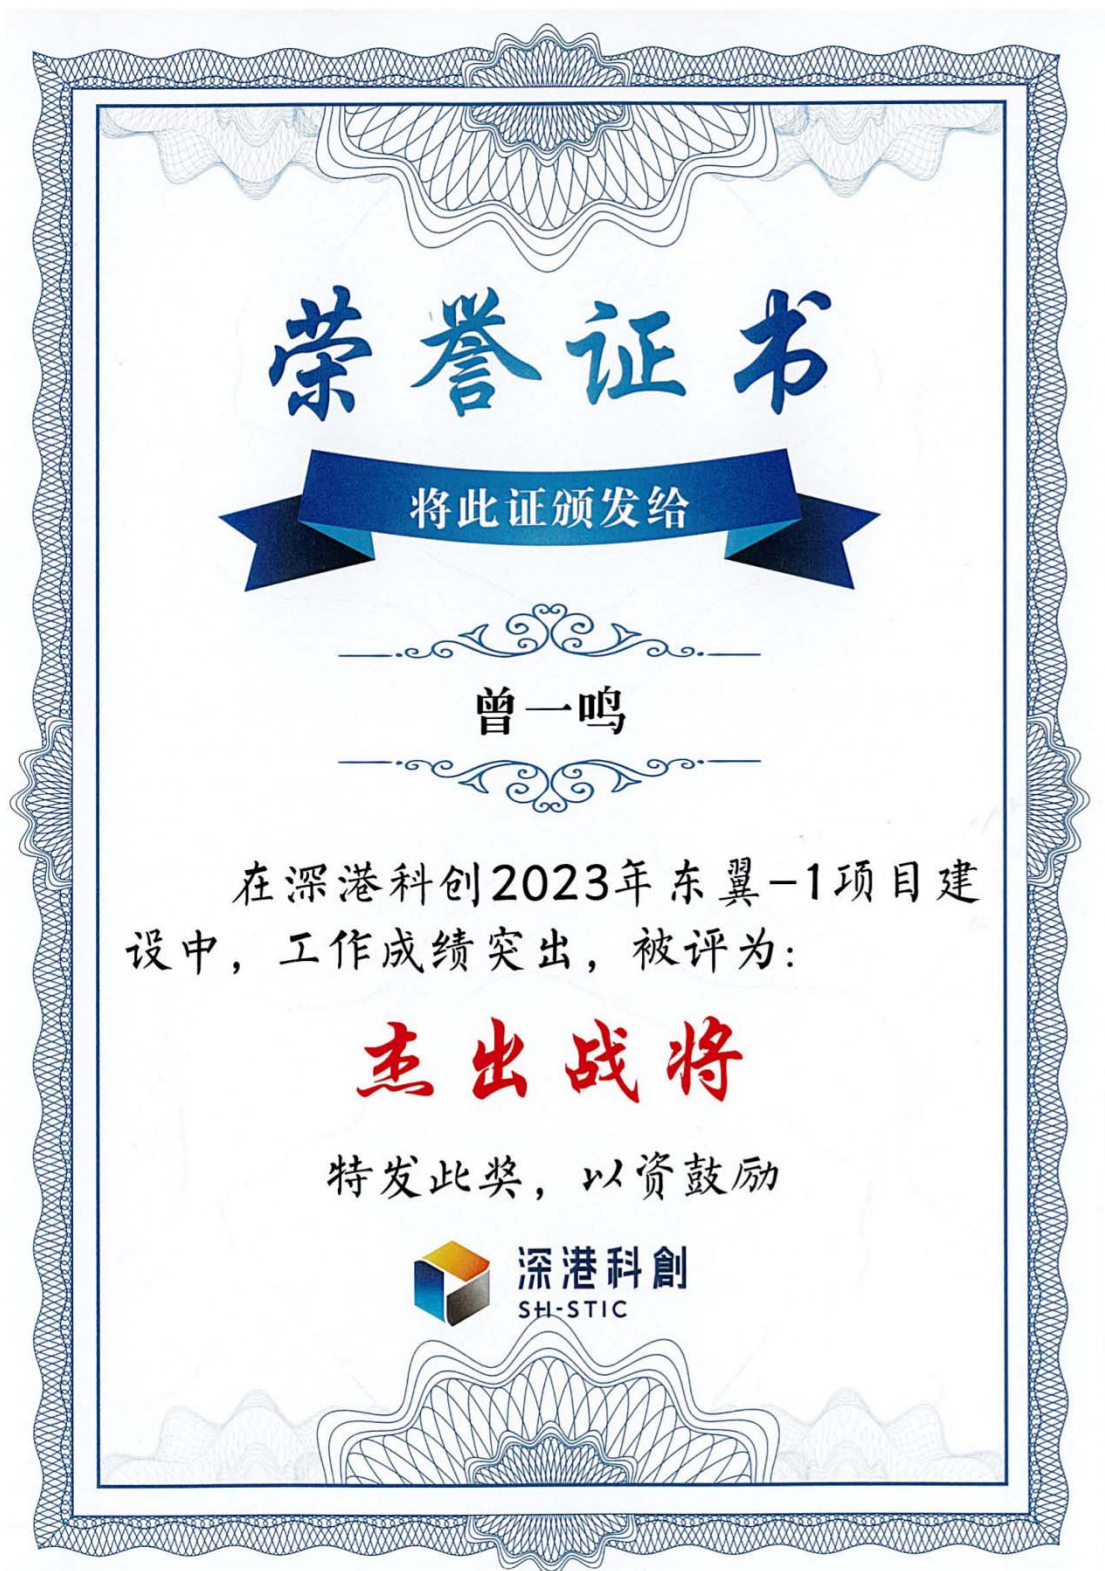 荣誉证书
将此证颁发给
曾一鸣
在深港科创2023年东翼-1项目建
设中，工作成绩突出，被评为：
杰出战将
特发此奖，以资鼓励
深港科創
SH-STIC